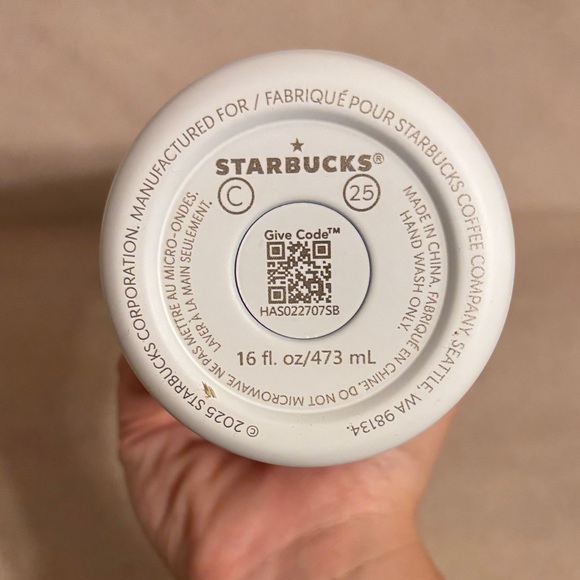 © 2025 STARBUCKS CORPORATION. MANUFACTURED FOR / FABRIQUÉ POUR STARBUCKS COFFEE COMPANY, SEATTLE, WA 98134.
STARBUCKS®
C 25
MADE IN CHINA. FABRIQUÉ EN CHINE. DO NOT MICROWAVE. NE PAS METTRE AU MICRO-ONDES.
HAND WASH ONLY.
LAVER À LA MAIN SEULEMENT.
Give Code™
HAS022707SB
16 fl. oz/473 mL